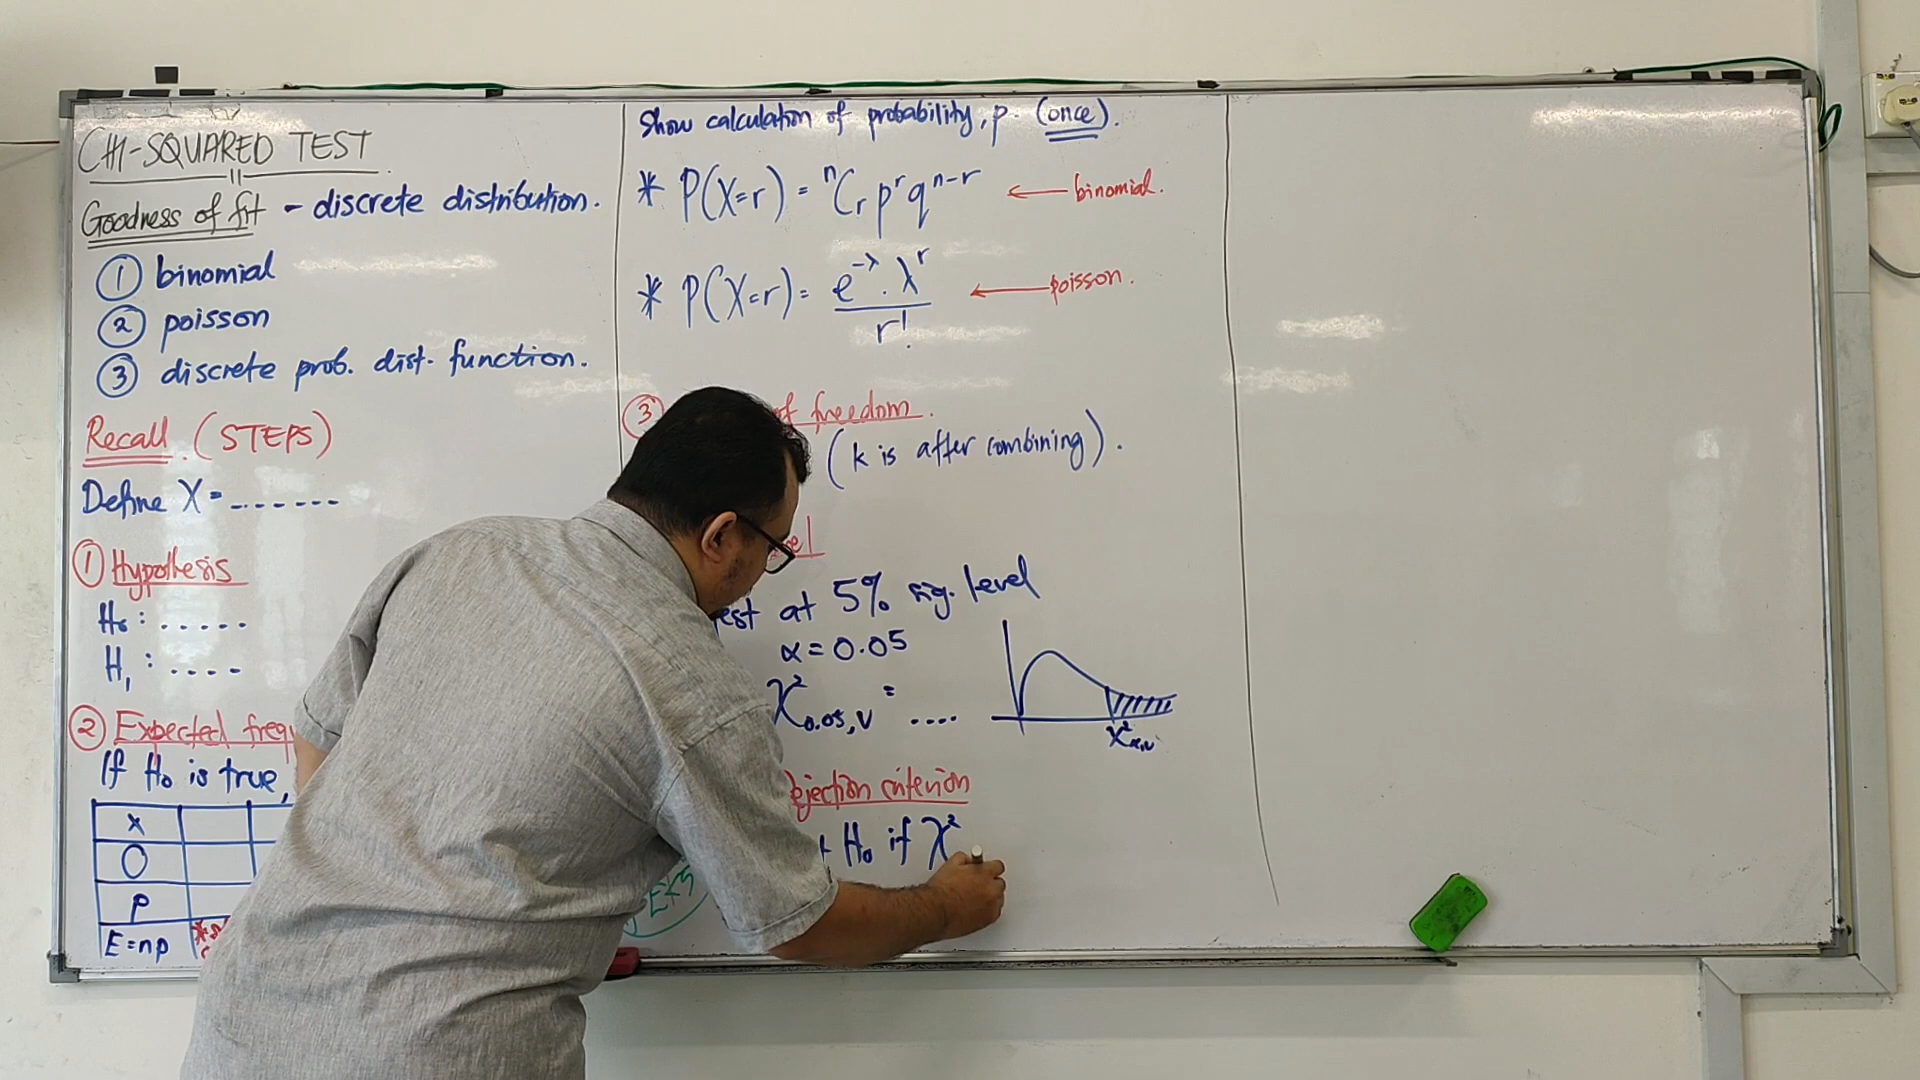 CHI-SQUARED TEST
Goodness of fit - discrete distribution.
① binomial
② poisson
③ discrete prob. dist. function.
Recall. (STEPS)
Define X = .......
① Hypothesis
H₀ : .....
H₁ : ....
② Expected freq
If H₀ is true,
x
O
p
E = np
Show calculation of probability, p. (once).
* P(X=r) = ⁿCᵣ pʳ qⁿ⁻ʳ ← binomial.
* P(X=r) = e^-λ . λ^r / r! ← poisson.
③ of freedom.
(k is after combining).
est at 5% sig. level
α = 0.05
χ²0.05,ν = ....
χ²α,ν
ejection criterion
H₀ if χ²